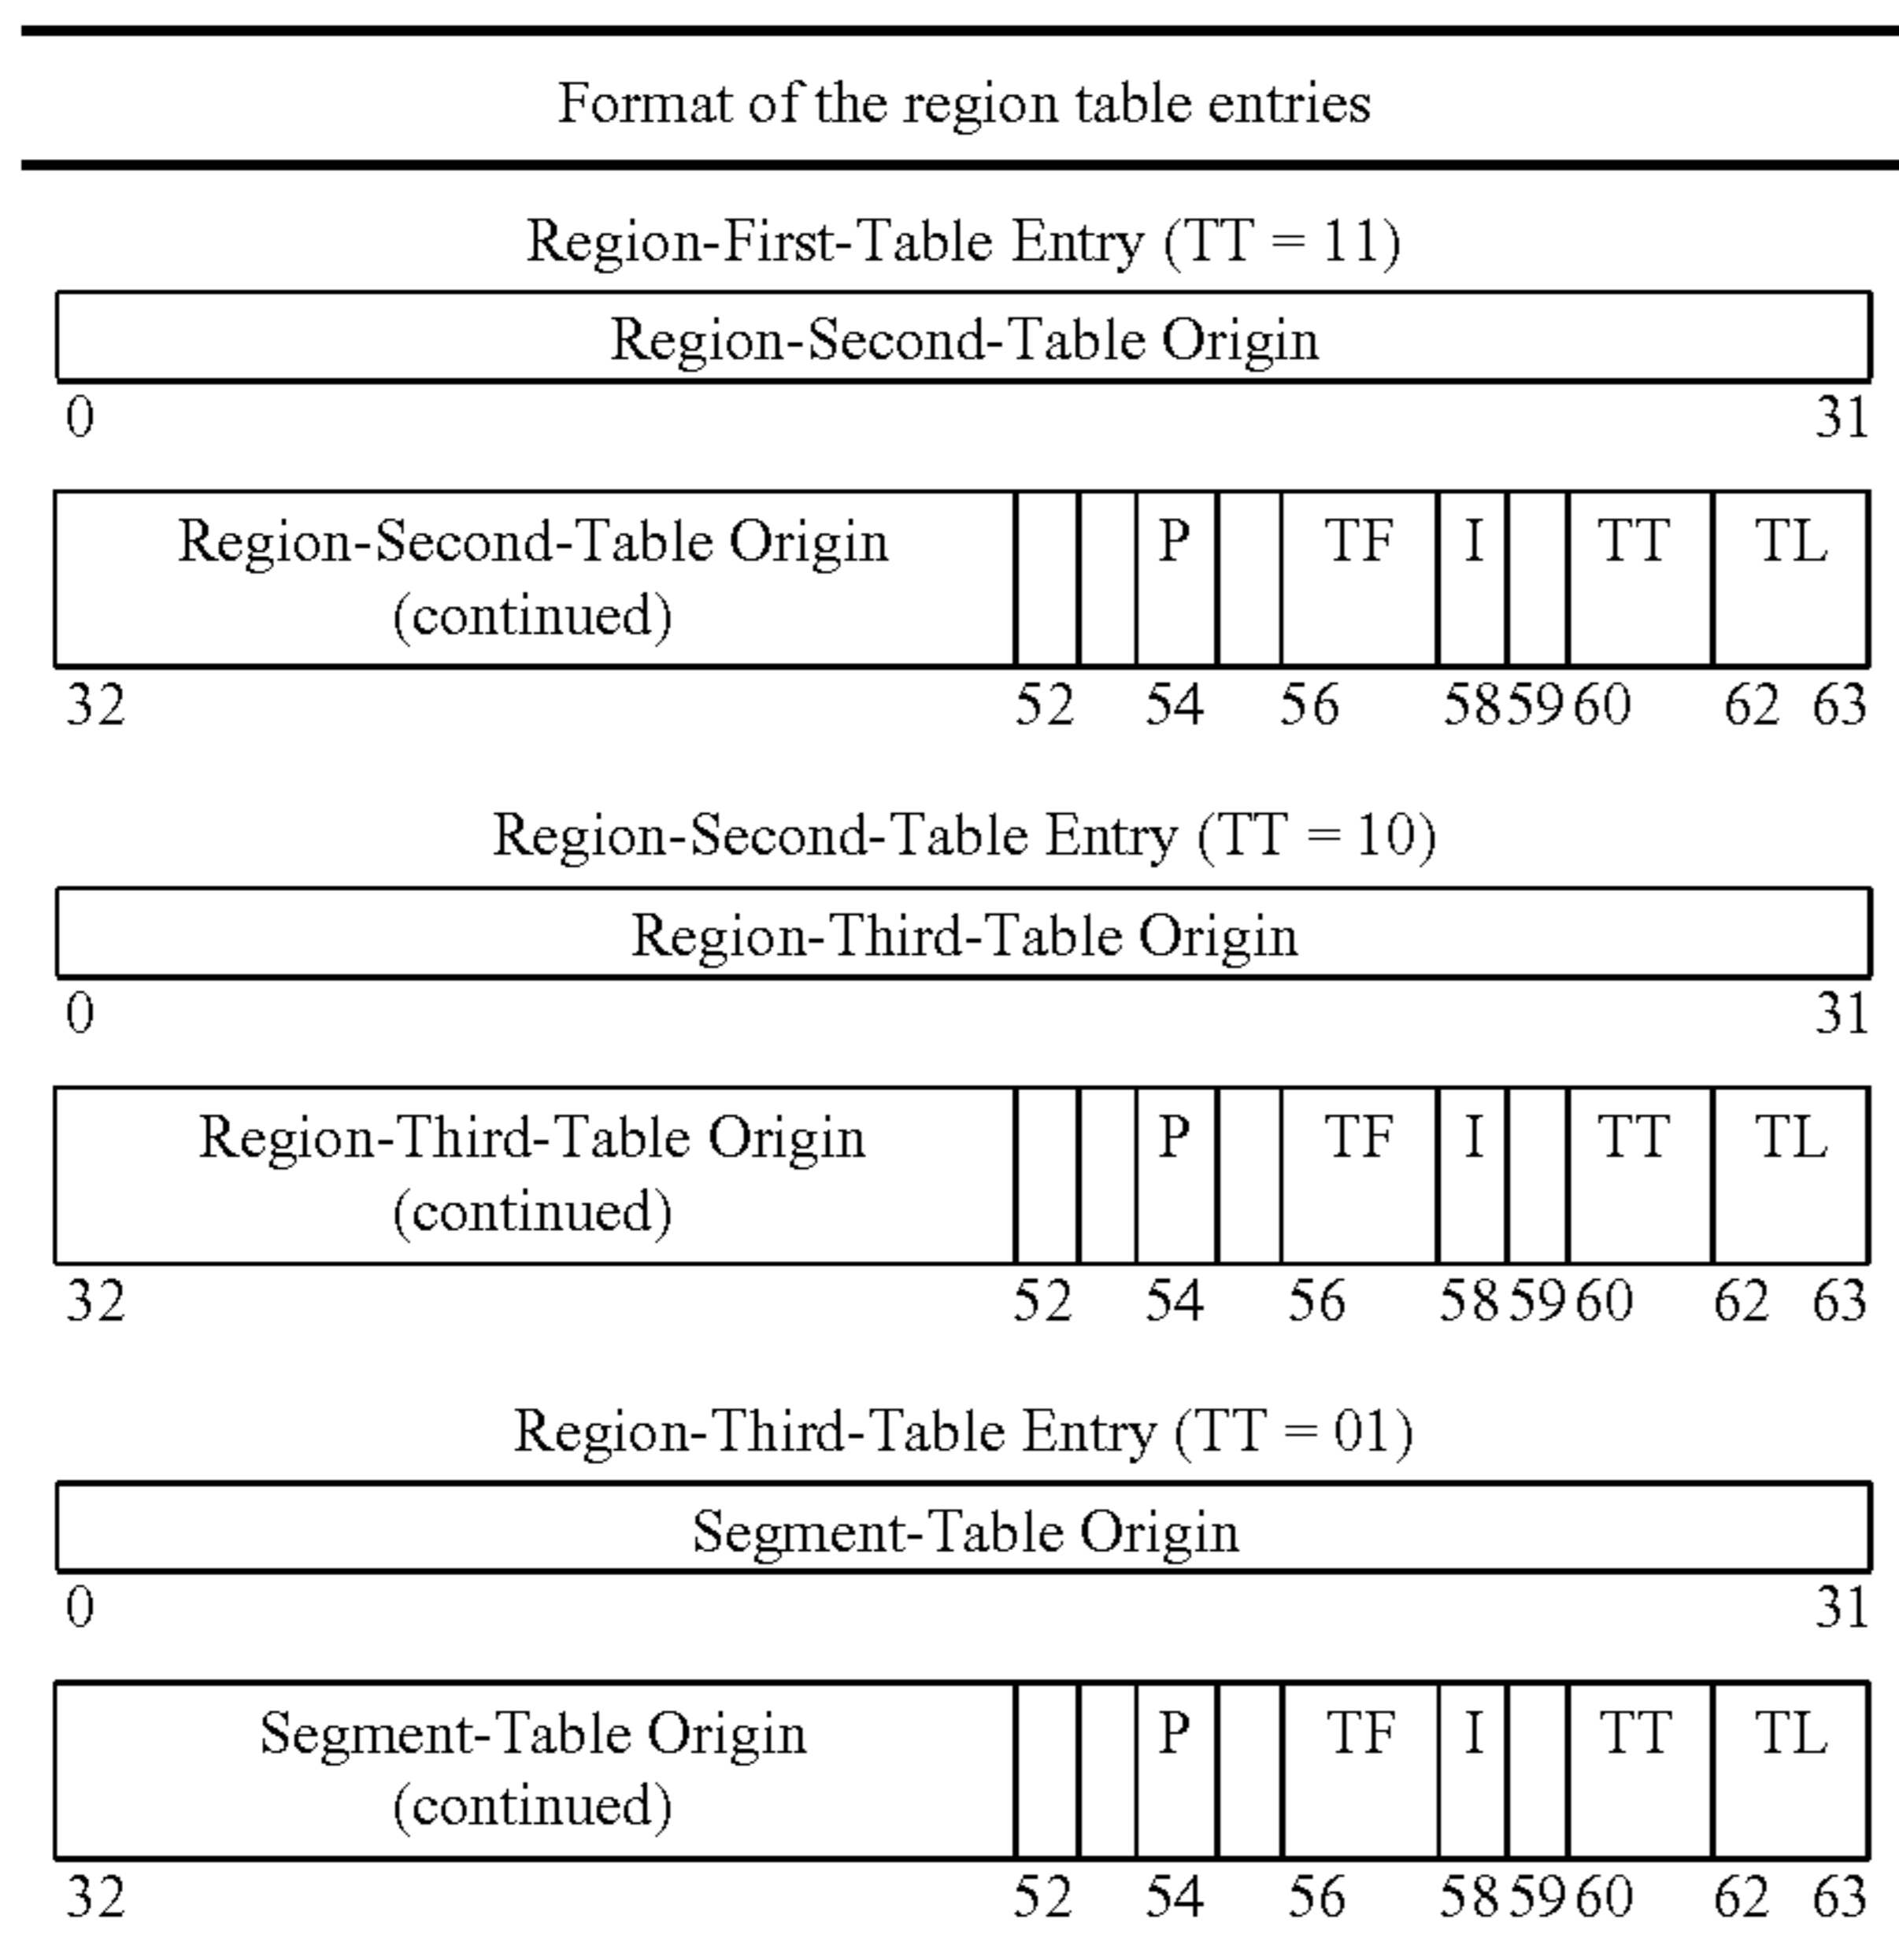 Format of the region table entries
Region-First-Table Entry (TT = 11)
Region-Second-Table Origin
0 31
Region-Second-Table Origin P TF I TT TL
(continued)
32 52 54 56 58 59 60 62 63
Region-Second-Table Entry (TT = 10)
Region-Third-Table Origin
0 31
Region-Third-Table Origin P TF I TT TL
(continued)
32 52 54 56 58 59 60 62 63
Region-Third-Table Entry (TT = 01)
Segment-Table Origin
0 31
Segment-Table Origin P TF I TT TL
(continued)
32 52 54 56 58 59 60 62 63